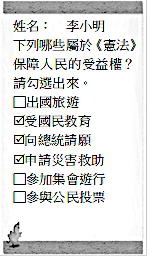 姓名：　李小明
下列哪些屬於《憲法》
保障人民的受益權？
請勾選出來。
□出國旅遊
☑受國民教育
☑向總統請願
☑申請災害救助
□參加集會遊行
□參與公民投票